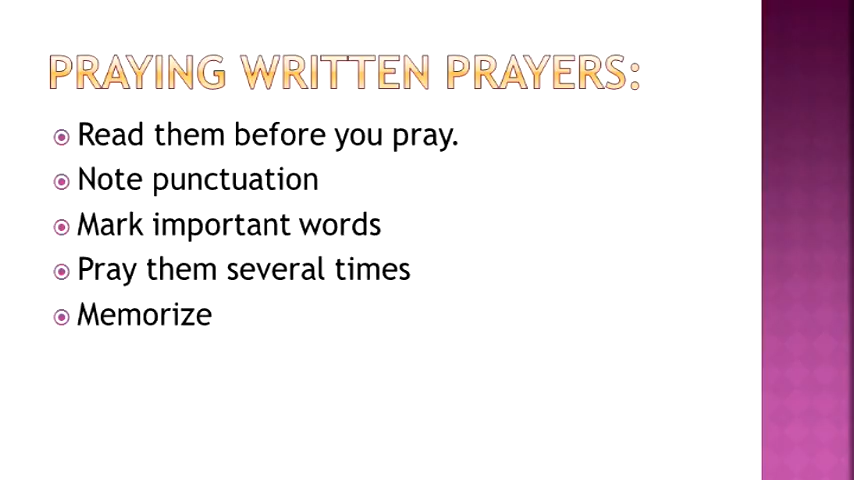 PRAYING WRITTEN PRAYERS:
Read them before you pray.
Note punctuation
Mark important words
Pray them several times
Memorize